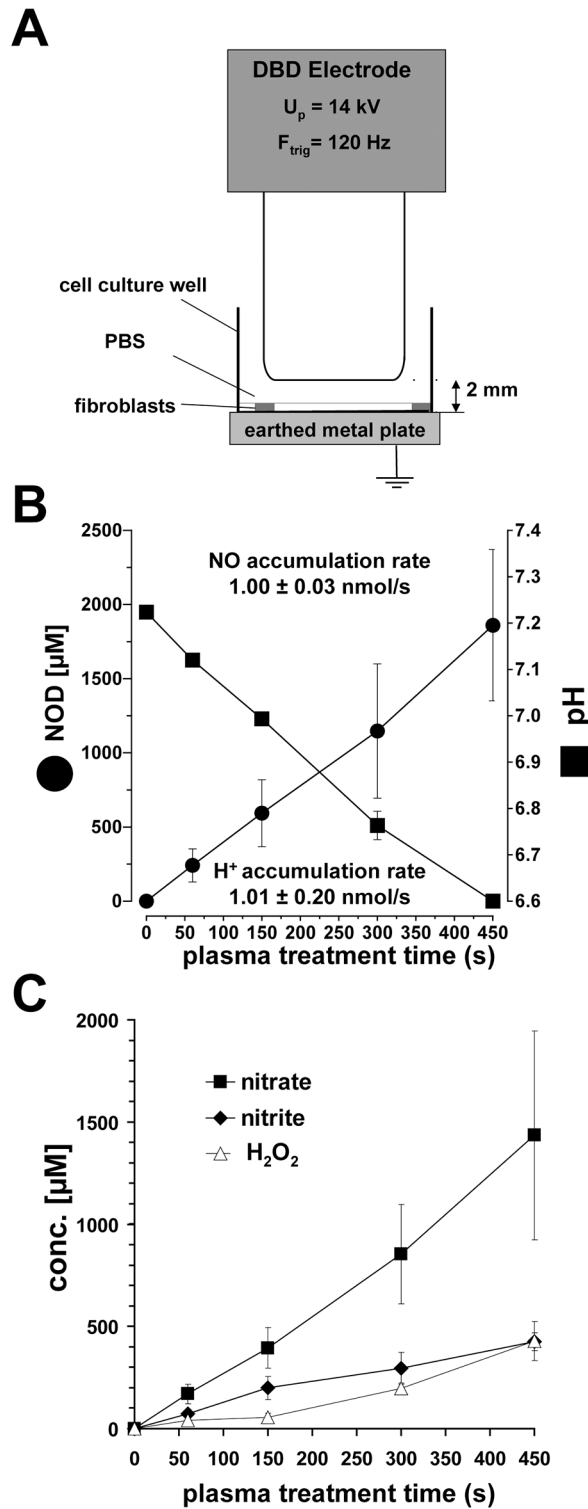 A
DBD Electrode
Up = 14 kV
Ftrig= 120 Hz
cell culture well
PBS
2 mm
fibroblasts
earthed metal plate
B
2500
2000
1500
1000
500
0
NOD [µM]
NO accumulation rate
1.00 ± 0.03 nmol/s
H+ accumulation rate
1.01 ± 0.20 nmol/s
7.4
7.3
7.2
7.1
7.0
6.9
6.8
6.7
6.6
pH
0 50 100 150 200 250 300 350 400 450
plasma treatment time (s)
C
2000
1500
1000
500
0
conc. [µM]
nitrate
nitrite
H2O2
0 50 100 150 200 250 300 350 400 450
plasma treatment time (s)